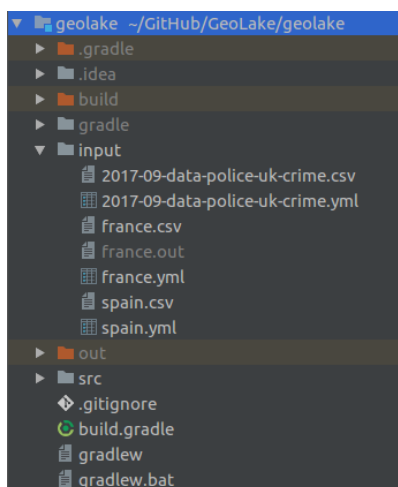 geolake ~/GitHub/GeoLake/geolake
.gradle
.idea
build
gradle
input
2017-09-data-police-uk-crime.csv
2017-09-data-police-uk-crime.yml
france.csv
france.out
france.yml
spain.csv
spain.yml
out
src
.gitignore
build.gradle
gradlew
gradlew.bat